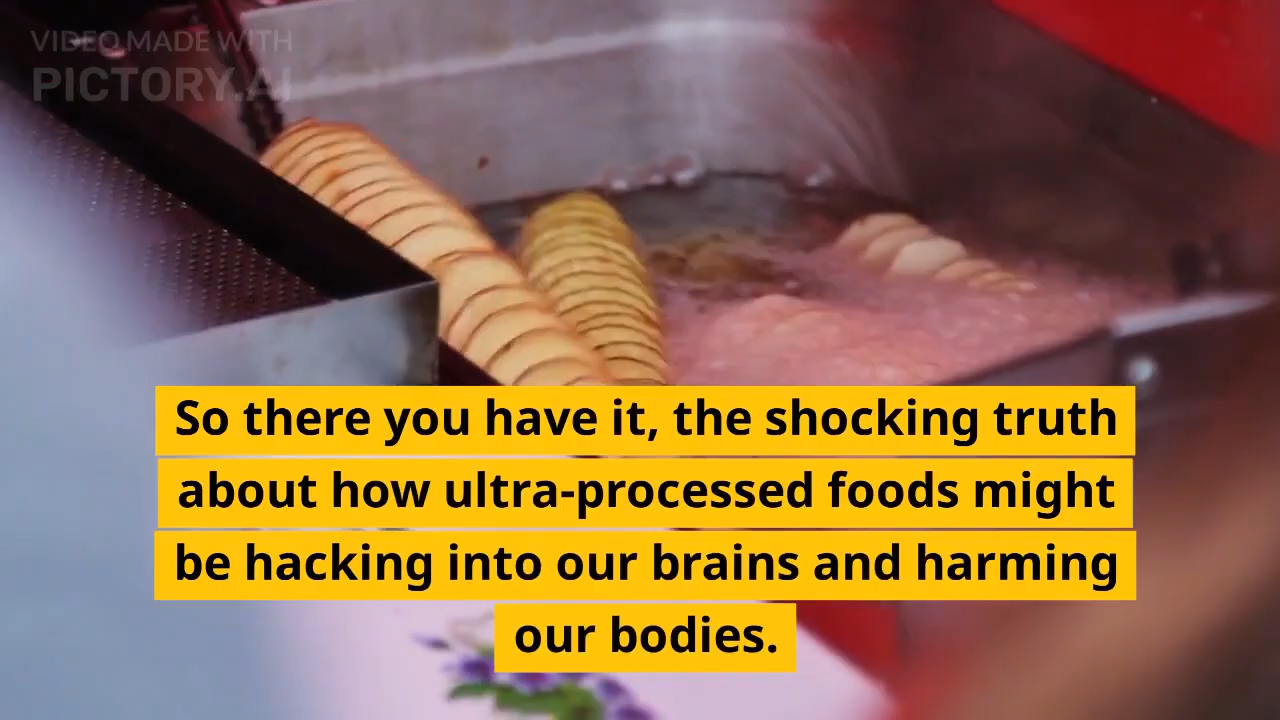 VIDEO MADE WITH
PICTORY.AI
So there you have it, the shocking truth
about how ultra-processed foods might
be hacking into our brains and harming
our bodies.